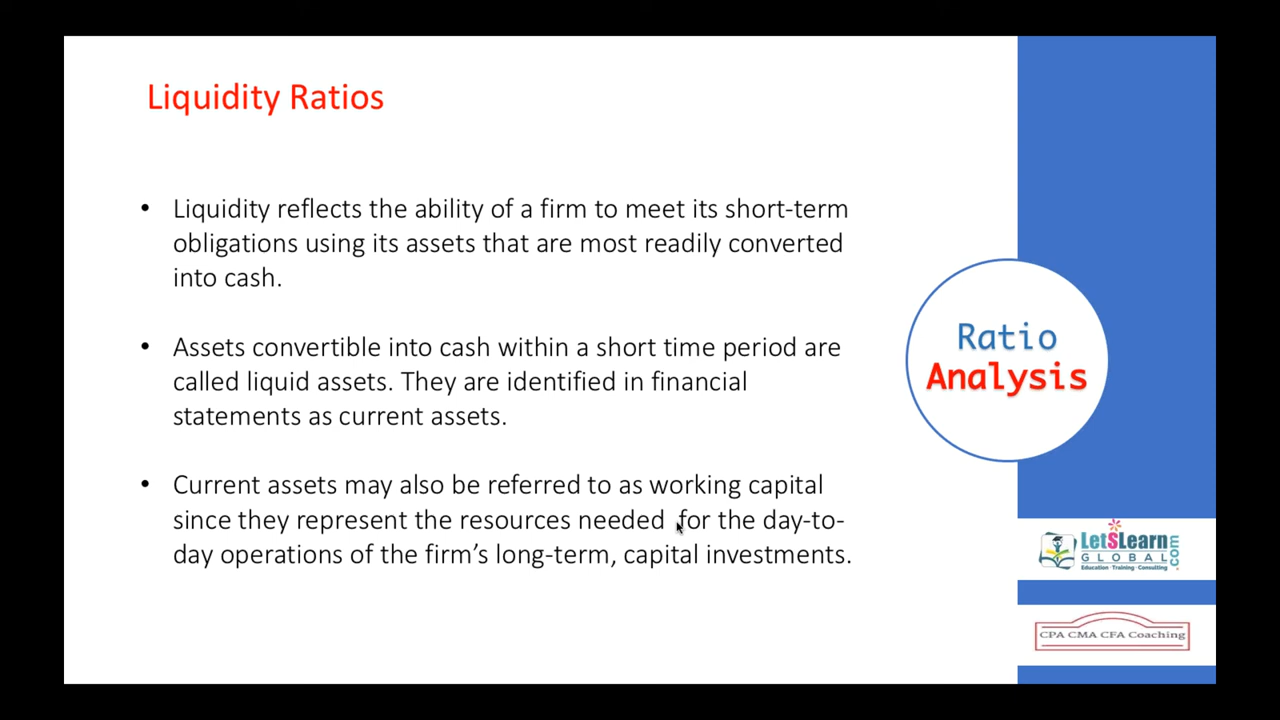 Liquidity Ratios
• Liquidity reflects the ability of a firm to meet its short-term
obligations using its assets that are most readily converted
into cash.
• Assets convertible into cash within a short time period are
called liquid assets. They are identified in financial
statements as current assets.
• Current assets may also be referred to as working capital
since they represent the resources needed for the day-to-
day operations of the firm’s long-term, capital investments.
Ratio
Analysis
LetSLearn
GLOBAL.com
Education · Training · Consulting
CPA CMA CFA Coaching